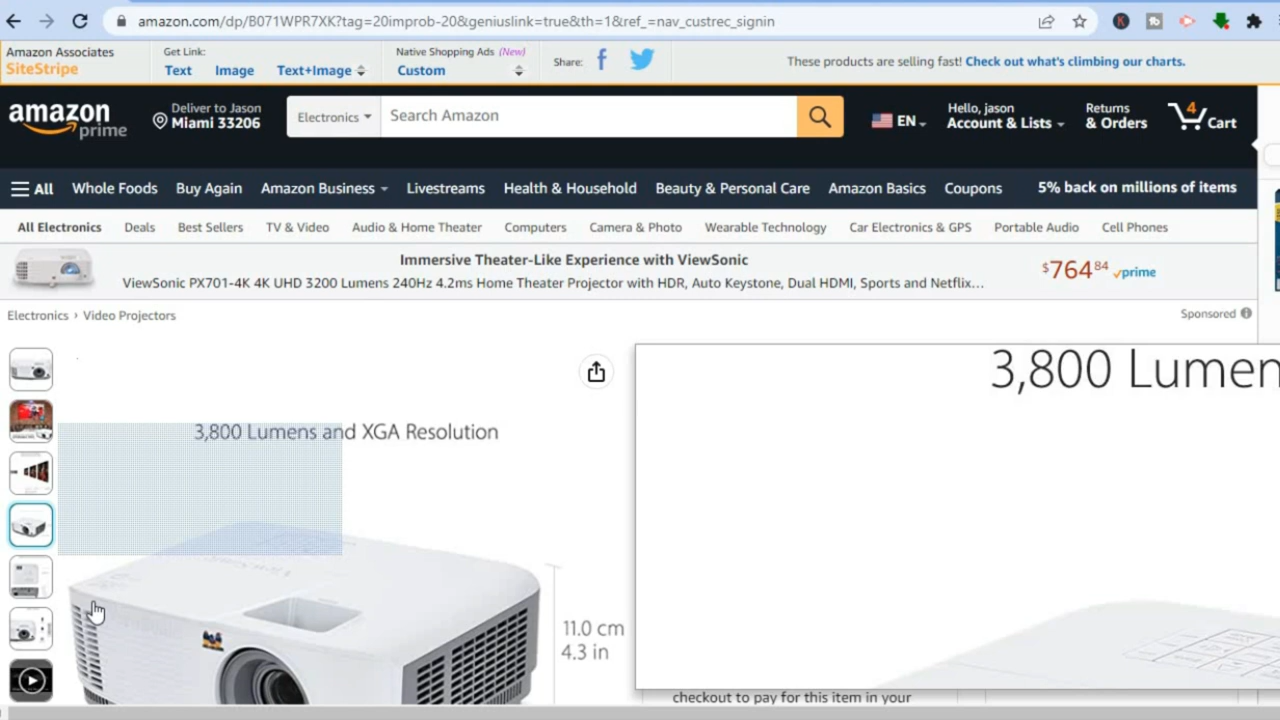 amazon.com/dp/B071WPR7XK?tag=20improb-20&geniuslink=true&th=1&ref_=nav_custrec_signin
Amazon Associates
SiteStripe
Get Link:
Text
Image
Text+Image
Native Shopping Ads (New)
Custom
Share:
These products are selling fast! Check out what's climbing our charts.
amazon
prime
Deliver to Jason
Miami 33206
Electronics
Search Amazon
EN
Hello, jason
Account & Lists
Returns
& Orders
4
Cart
All
Whole Foods
Buy Again
Amazon Business
Livestreams
Health & Household
Beauty & Personal Care
Amazon Basics
Coupons
5% back on millions of items
All Electronics
Deals
Best Sellers
TV & Video
Audio & Home Theater
Computers
Camera & Photo
Wearable Technology
Car Electronics & GPS
Portable Audio
Cell Phones
Immersive Theater-Like Experience with ViewSonic
ViewSonic PX701-4K 4K UHD 3200 Lumens 240Hz 4.2ms Home Theater Projector with HDR, Auto Keystone, Dual HDMI, Sports and Netflix...
$764 84 prime
Electronics › Video Projectors
Sponsored
3,800 Lumens and XGA Resolution
11.0 cm
4.3 in
3,800 Lumen
checkout to pay for this item in your